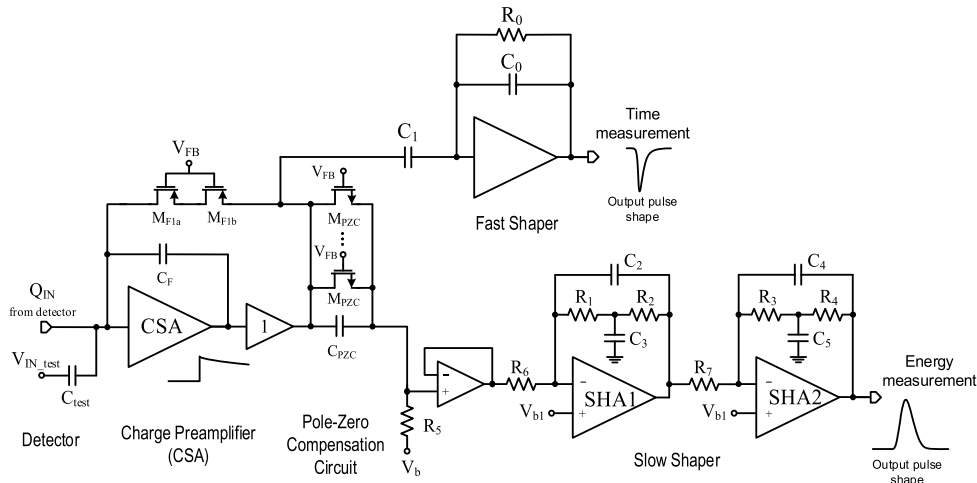 R0
C0
C1
Time
measurement
Output pulse
shape
Fast Shaper
VFB
MF1a
MF1b
VFB
MPZC
VFB
MPZC
CPZC
CF
QIN
from detector
CSA
1
VIN_test
Ctest
Detector
Charge Preamplifier
(CSA)
Pole-Zero
Compensation
Circuit
R5
Vb
+
R6
C2
R1
R2
C3
−
SHA1
+
Vb1
R7
C4
R3
R4
C5
−
SHA2
+
Vb1
Slow Shaper
Energy
measurement
Output pulse
shape